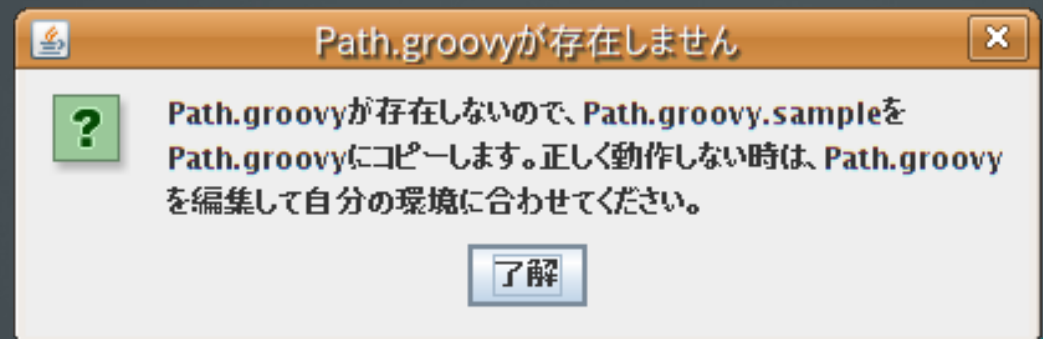 Path.groovyが存在しません
Path.groovyが存在しないので、Path.groovy.sampleを
Path.groovyにコピーします。正しく動作しない時は、Path.groovy
を編集して自分の環境に合わせてください。
了解